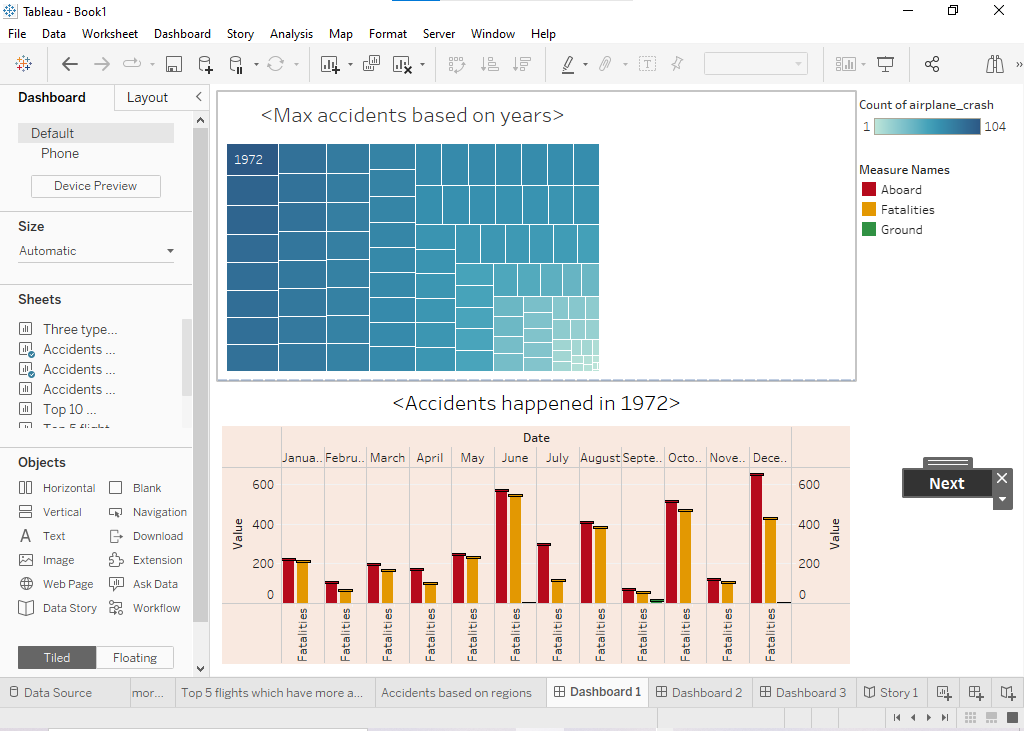 Tableau - Book1
File Data Worksheet Dashboard Story Analysis Map Format Server Window Help
Dashboard Layout
Default
Phone
Device Preview
Size
Automatic
Sheets
Three type...
Accidents ...
Accidents ...
Accidents ...
Top 10 ...
Top 5 flight
Objects
Horizontal Blank
Vertical Navigation
Text Download
Image Extension
Web Page Ask Data
Data Story Workflow
Tiled Floating
<Max accidents based on years>
1972
Count of airplane_crash
1 104
Measure Names
Aboard
Fatalities
Ground
<Accidents happened in 1972>
Date
Janua.. Febru.. March April May June July August Septe.. Octo.. Nove.. Dece..
600 600
400 400
200 200
0 0
Value Value
Fatalities Fatalities Fatalities Fatalities Fatalities Fatalities Fatalities Fatalities Fatalities Fatalities Fatalities Fatalities
Next
Data Source mor... Top 5 flights which have more a... Accidents based on regions Dashboard 1 Dashboard 2 Dashboard 3 Story 1